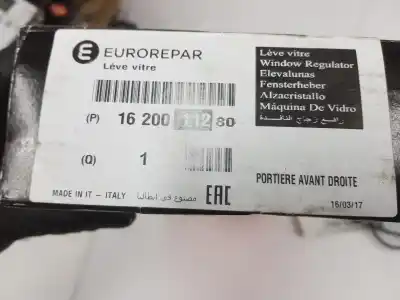 EUROREPAR
Lève vitre
Lève vitre
Window Regulator
Elevalunas
Fensterheber
Alzacristallo
Máquina De Vidro
رافع زجاج النافذة
(P) 16 200 112 80
(Q) 1
PORTIERE AVANT DROITE
MADE IN IT - ITALY
مصنوع في ايطاليا
EAC
16/03/17